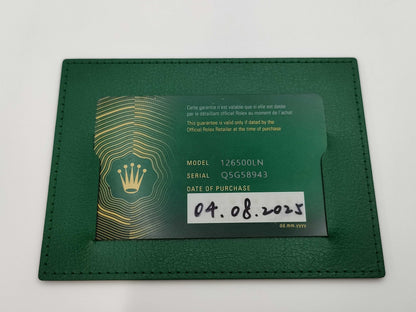 Cette garantie n'est valable que si elle est datée
par le détaillant officiel Rolex au moment de l'achat
This guarantee is valid only if dated by the
Official Rolex Retailer at the time of purchase
MODEL 126500LN
SERIAL Q5G58943
DATE OF PURCHASE
04.08.2025
dd.mm.yyyy